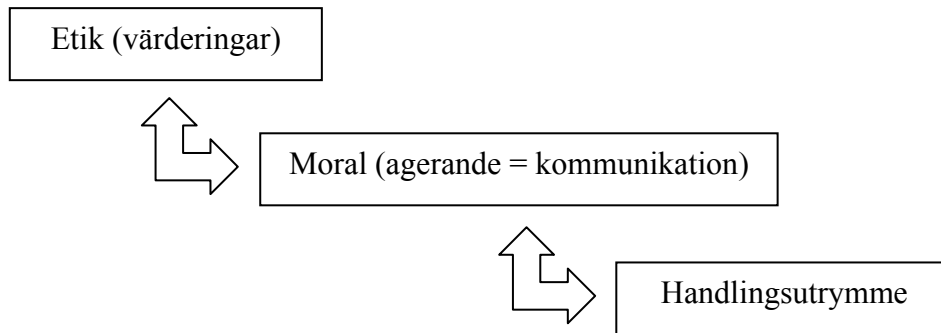 Etik (värderingar)
Moral (agerande = kommunikation)
Handlingsutrymme